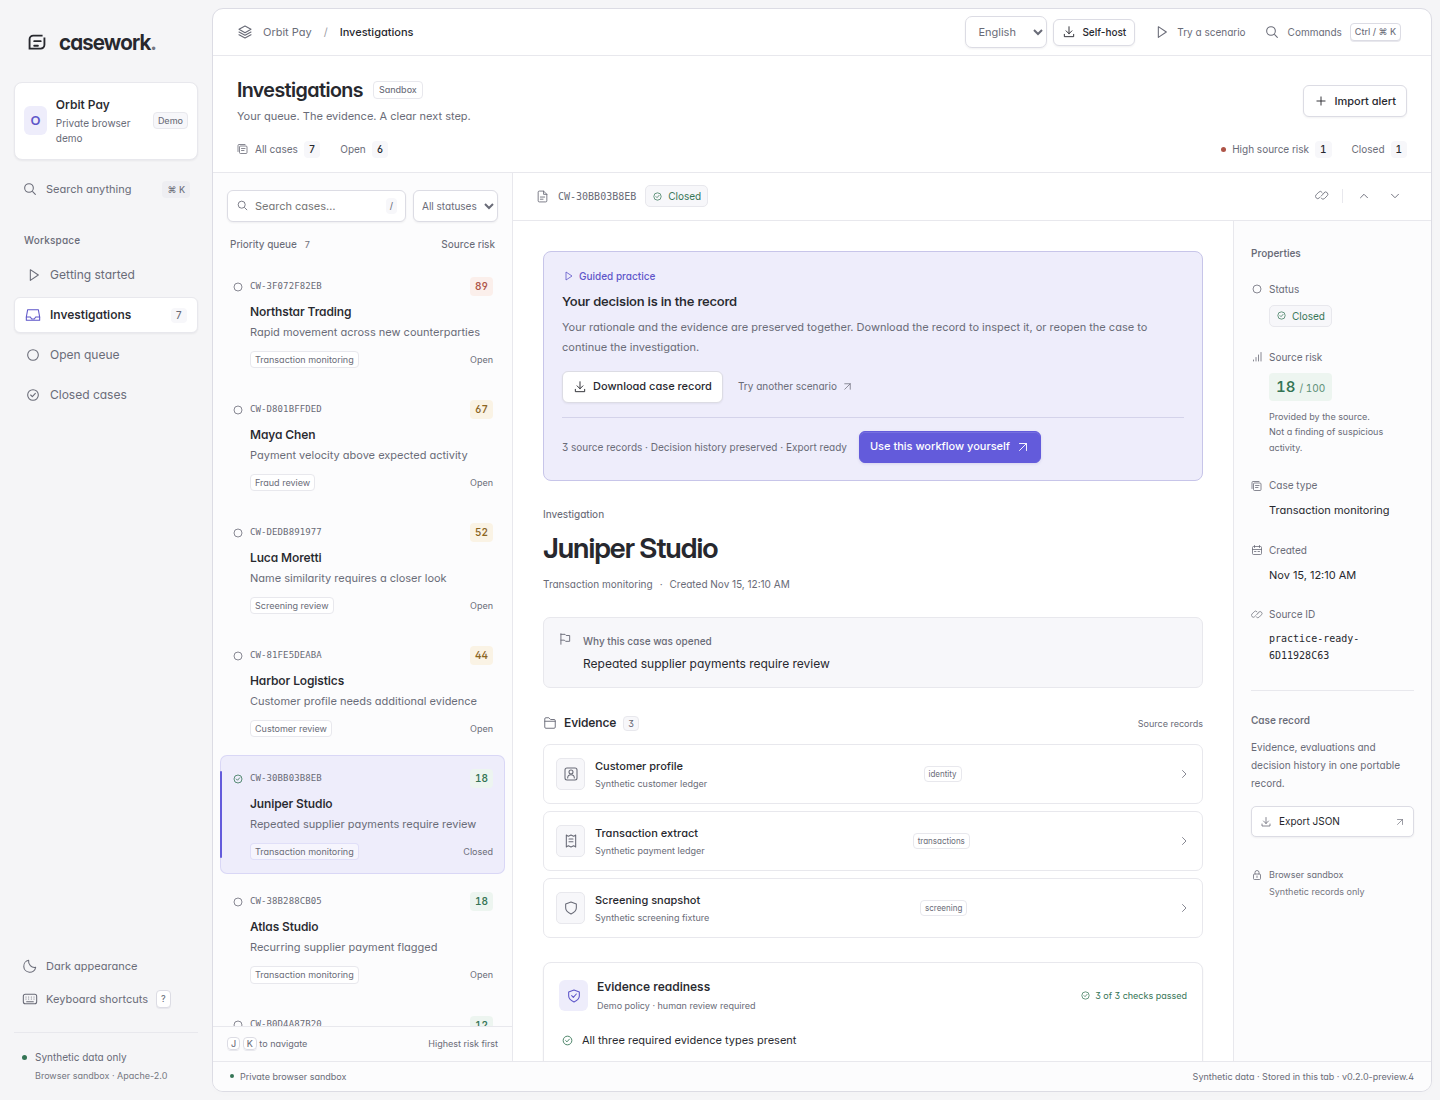 casework.
Orbit Pay
Private browser
demo
Demo
O
Search anything
⌘ K
Workspace
Getting started
Investigations
7
Open queue
Closed cases
Dark appearance
Keyboard shortcuts
?
Synthetic data only
Browser sandbox · Apache-2.0
Orbit Pay / Investigations
English
Self-host
Try a scenario
Commands
Ctrl / ⌘ K
Investigations
Sandbox
Your queue. The evidence. A clear next step.
Import alert
All cases 7
Open 6
High source risk 1
Closed 1
Search cases...
/
All statuses
Priority queue 7
Source risk
CW-3F072F82EB
89
Northstar Trading
Rapid movement across new counterparties
Transaction monitoring
Open
CW-D801BFFDED
67
Maya Chen
Payment velocity above expected activity
Fraud review
Open
CW-DEDB891977
52
Luca Moretti
Name similarity requires a closer look
Screening review
Open
CW-81FE5DEABA
44
Harbor Logistics
Customer profile needs additional evidence
Customer review
Open
CW-30BB03B8EB
18
Juniper Studio
Repeated supplier payments require review
Transaction monitoring
Closed
CW-38B288CB05
18
Atlas Studio
Recurring supplier payment flagged
Transaction monitoring
Open
CW-B0D4A87B20
12
J K to navigate
Highest risk first
CW-30BB03B8EB
Closed
Guided practice
Your decision is in the record
Your rationale and the evidence are preserved together. Download the record to inspect it, or reopen the case to
continue the investigation.
Download case record
Try another scenario
3 source records · Decision history preserved · Export ready
Use this workflow yourself
Investigation
Juniper Studio
Transaction monitoring · Created Nov 15, 12:10 AM
Why this case was opened
Repeated supplier payments require review
Evidence 3
Source records
Customer profile
Synthetic customer ledger
identity
Transaction extract
Synthetic payment ledger
transactions
Screening snapshot
Synthetic screening fixture
screening
Evidence readiness
Demo policy · human review required
3 of 3 checks passed
All three required evidence types present
Properties
Status
Closed
Source risk
18 / 100
Provided by the source.
Not a finding of suspicious
activity.
Case type
Transaction monitoring
Created
Nov 15, 12:10 AM
Source ID
practice-ready-
6D11928C63
Case record
Evidence, evaluations and
decision history in one portable
record.
Export JSON
Browser sandbox
Synthetic records only
Private browser sandbox
Synthetic data · Stored in this tab · v0.2.0-preview.4